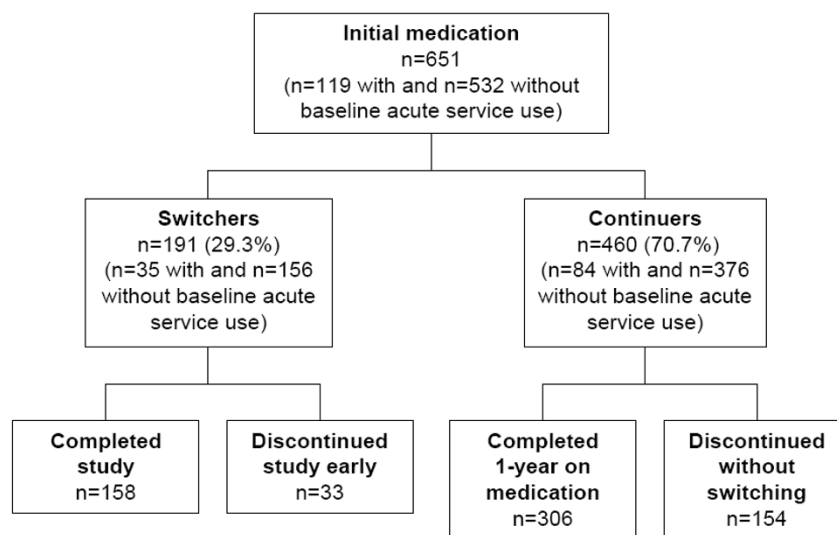 Initial medication
n=651
(n=119 with and n=532 without
baseline acute service use)
Switchers
n=191 (29.3%)
(n=35 with and n=156
without baseline acute
service use)
Continuers
n=460 (70.7%)
(n=84 with and n=376
without baseline acute
service use)
Completed
study
n=158
Discontinued
study early
n=33
Completed
1-year on
medication
n=306
Discontinued
without
switching
n=154